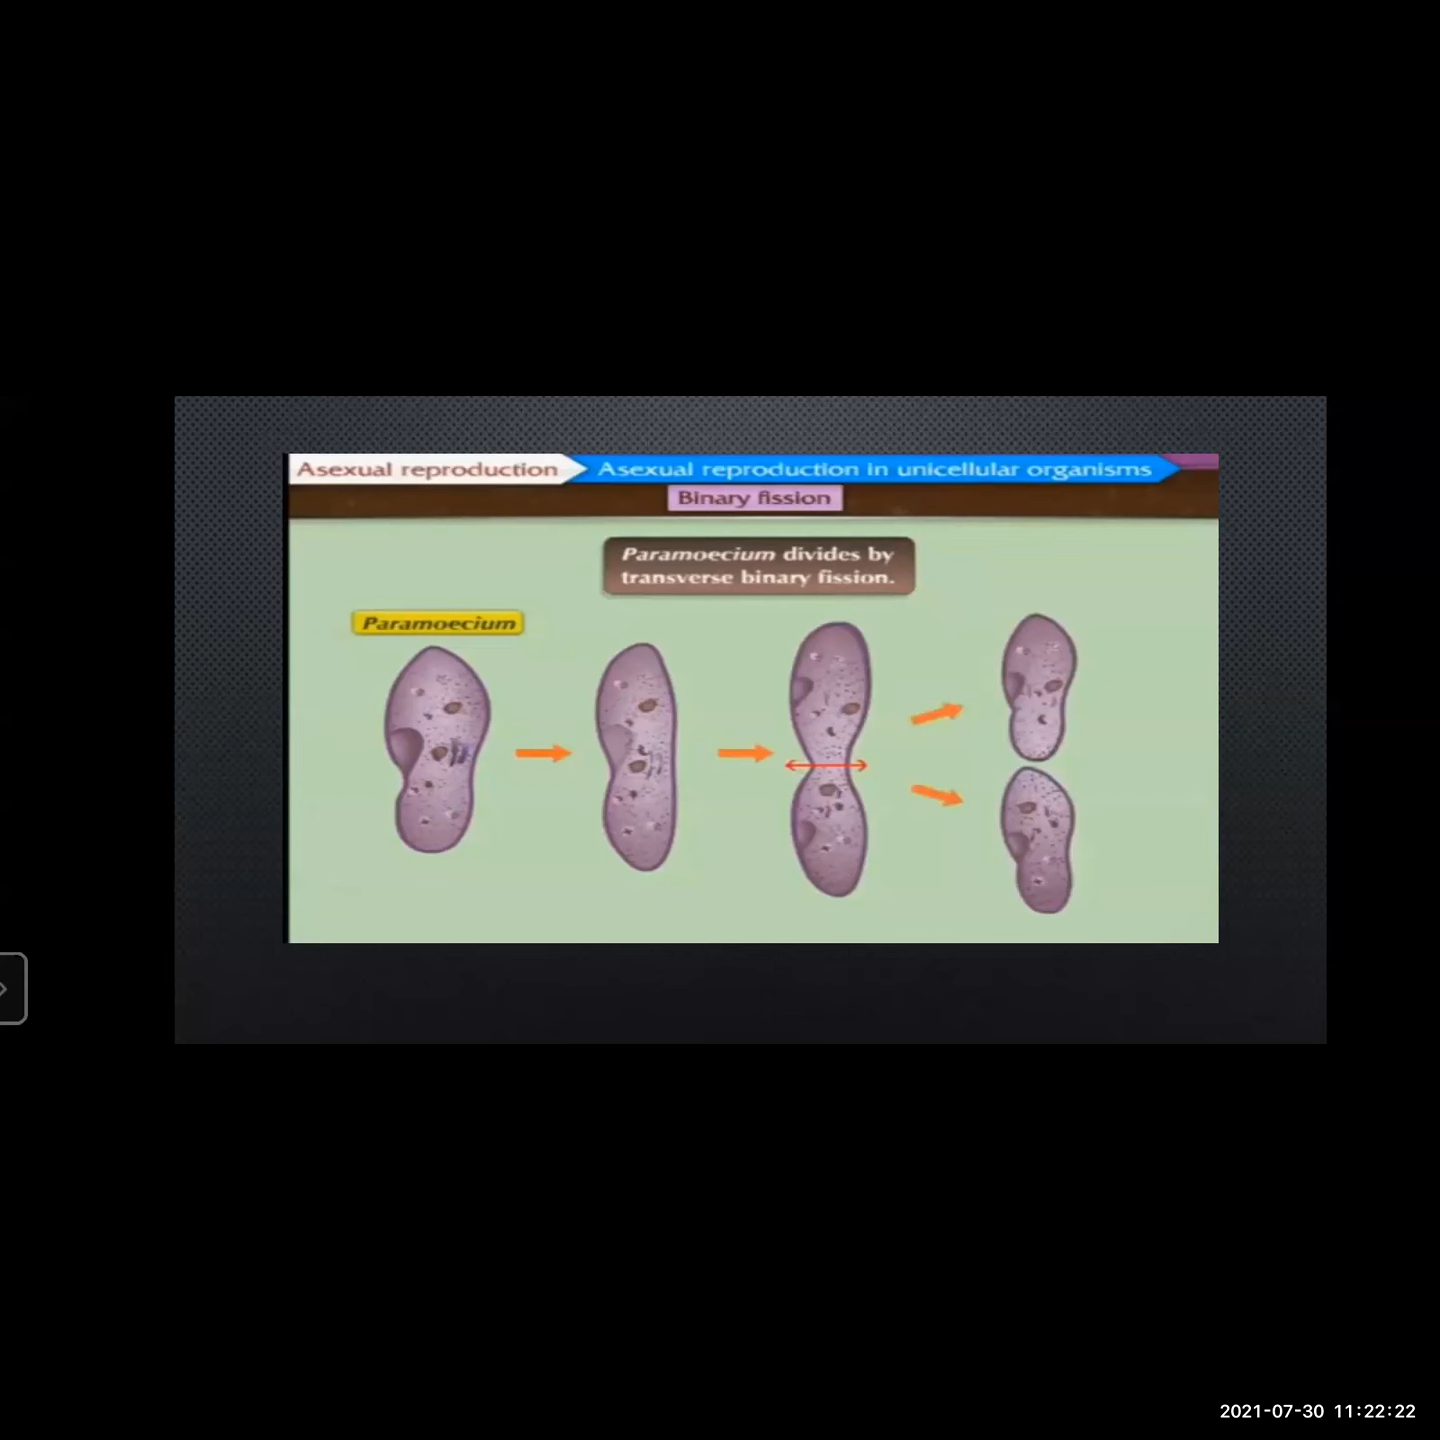 Asexual reproduction
Asexual reproduction in unicellular organisms
Binary fission
Paramoecium divides by
transverse binary fission.
Paramoecium
2021-07-30 11:22:22